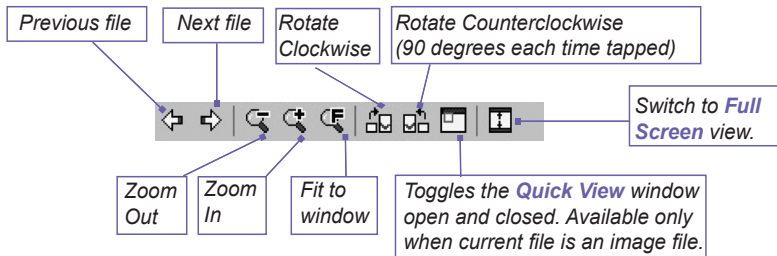 Previous file
Next file
Rotate
Clockwise
Rotate Counterclockwise
(90 degrees each time tapped)
Switch to Full
Screen view.
F
Zoom
Out
Zoom
In
Fit to
window
Toggles the Quick View window
open and closed. Available only
when current file is an image file.